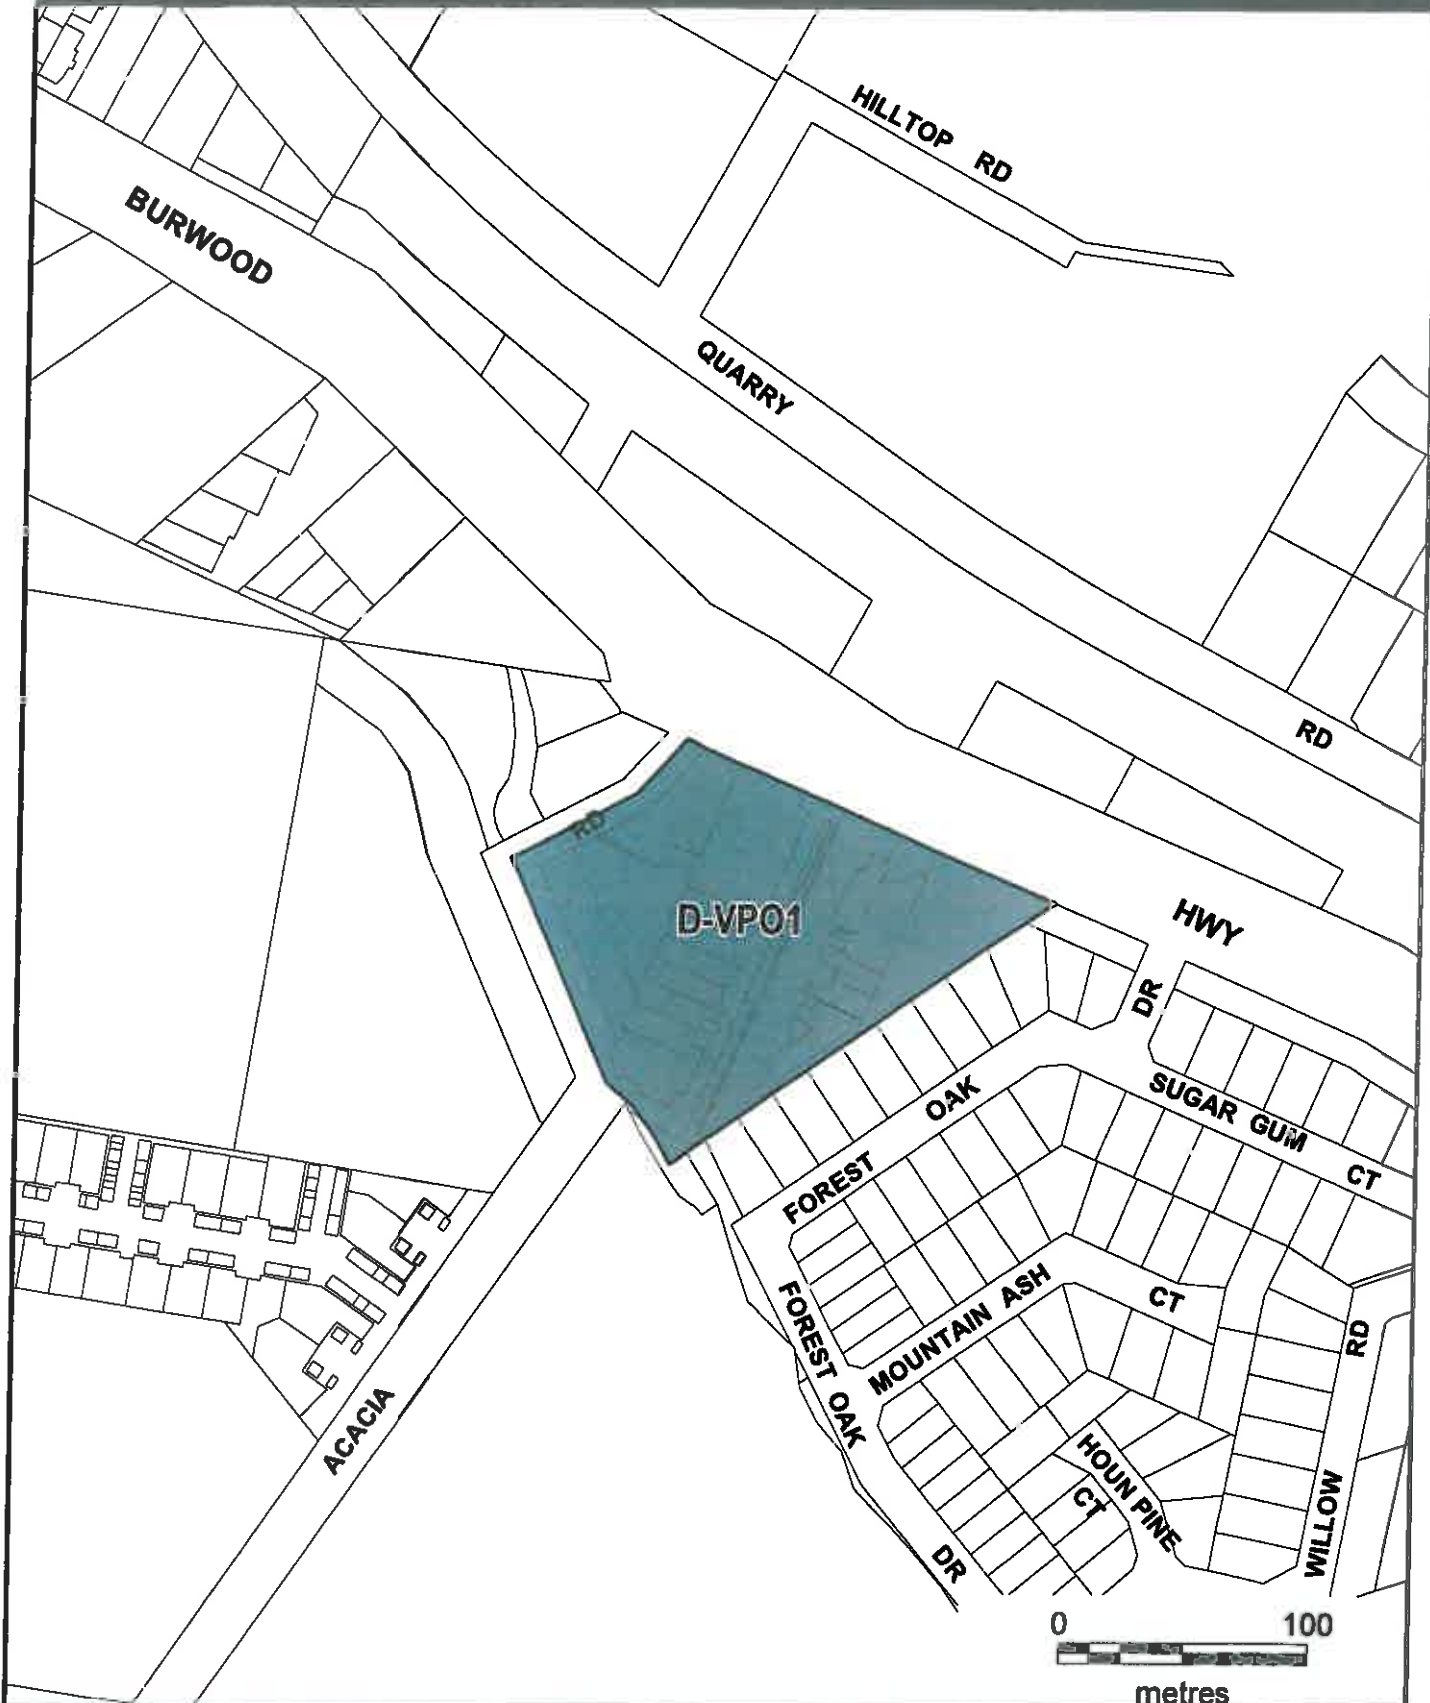 HILLTOP RD
BURWOOD
QUARRY
RD
RD
D-VPO1
HWY
DR
SUGAR GUM CT
FOREST OAK
MOUNTAIN ASH CT
FOREST OAK
DR
HOUN PINE
CT
RD
WILLOW
ACACIA
0 100
metres